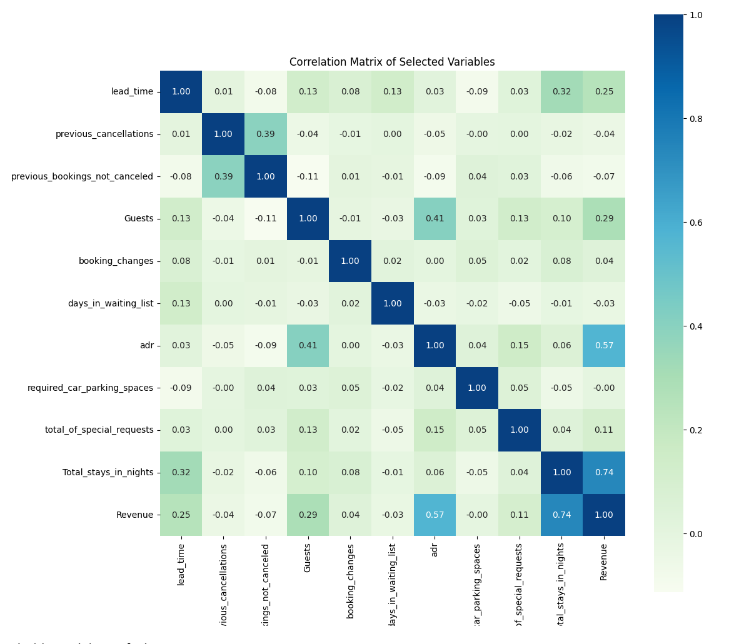 Correlation Matrix of Selected Variables
lead_time 1.00 0.01 -0.08 0.13 0.08 0.13 0.03 -0.09 0.03 0.32 0.25
previous_cancellations 0.01 1.00 0.39 -0.04 -0.01 0.00 -0.05 -0.00 0.00 -0.02 -0.04
previous_bookings_not_canceled -0.08 0.39 1.00 -0.11 0.01 -0.01 -0.09 0.04 0.03 -0.06 -0.07
Guests 0.13 -0.04 -0.11 1.00 -0.01 -0.03 0.41 0.03 0.13 0.10 0.29
booking_changes 0.08 -0.01 0.01 -0.01 1.00 0.02 0.00 0.05 0.02 0.08 0.04
days_in_waiting_list 0.13 0.00 -0.01 -0.03 0.02 1.00 -0.03 -0.02 -0.05 -0.01 -0.03
adr 0.03 -0.05 -0.09 0.41 0.00 -0.03 1.00 0.04 0.15 0.06 0.57
required_car_parking_spaces -0.09 -0.00 0.04 0.03 0.05 -0.02 0.04 1.00 0.05 -0.05 -0.00
total_of_special_requests 0.03 0.00 0.03 0.13 0.02 -0.05 0.15 0.05 1.00 0.04 0.11
Total_stays_in_nights 0.32 -0.02 -0.06 0.10 0.08 -0.01 0.06 -0.05 0.04 1.00 0.74
Revenue 0.25 -0.04 -0.07 0.29 0.04 -0.03 0.57 -0.00 0.11 0.74 1.00
lead_time
ious_cancellations
ings_not_canceled
Guests
booking_changes
lays_in_waiting_list
adr
ar_parking_spaces
of_special_requests
tal_stays_in_nights
Revenue
1.0
0.8
0.6
0.4
0.2
0.0